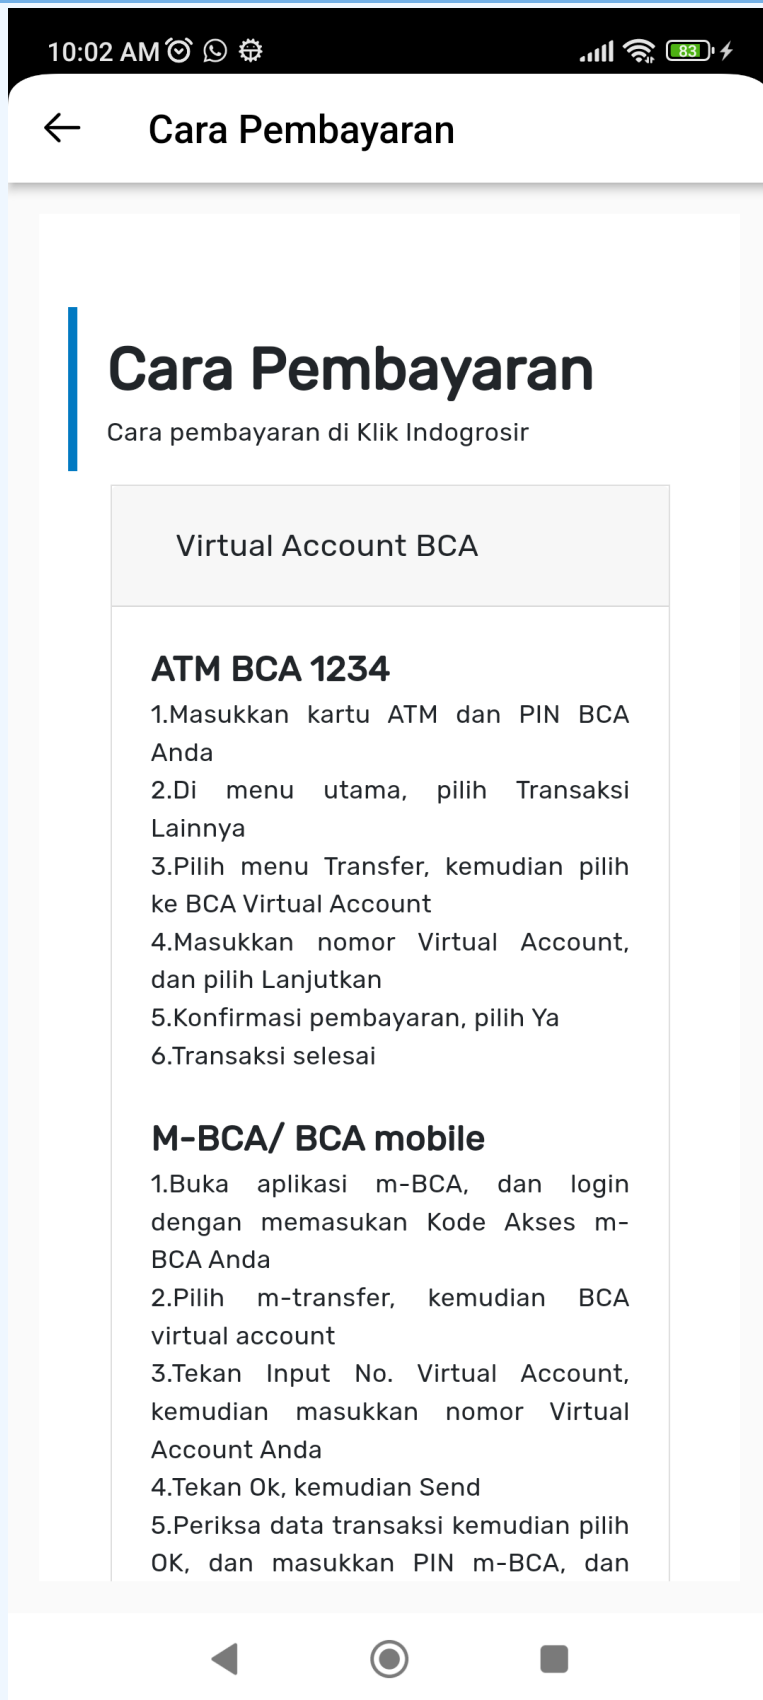 10:02 AM
83
Cara Pembayaran
Cara Pembayaran
Cara pembayaran di Klik Indogrosir
Virtual Account BCA
ATM BCA 1234
1.Masukkan kartu ATM dan PIN BCA
Anda
2.Di menu utama, pilih Transaksi
Lainnya
3.Pilih menu Transfer, kemudian pilih
ke BCA Virtual Account
4.Masukkan nomor Virtual Account,
dan pilih Lanjutkan
5.Konfirmasi pembayaran, pilih Ya
6.Transaksi selesai
M-BCA/ BCA mobile
1.Buka aplikasi m-BCA, dan login
dengan memasukan Kode Akses m-
BCA Anda
2.Pilih m-transfer, kemudian BCA
virtual account
3.Tekan Input No. Virtual Account,
kemudian masukkan nomor Virtual
Account Anda
4.Tekan Ok, kemudian Send
5.Periksa data transaksi kemudian pilih
OK, dan masukkan PIN m-BCA, dan